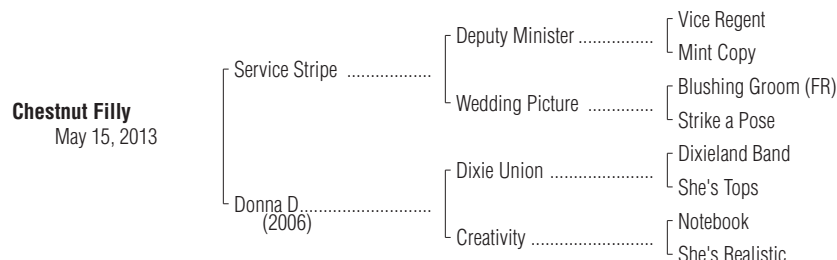 Vice Regent
Deputy Minister ................
Mint Copy
Service Stripe ..................
Blushing Groom (FR)
Wedding Picture .............
Strike a Pose
Chestnut Filly
May 15, 2013
Dixieland Band
Dixie Union ......................
She's Tops
Donna D............................
(2006)
Notebook
Creativity .........................
She's Realistic